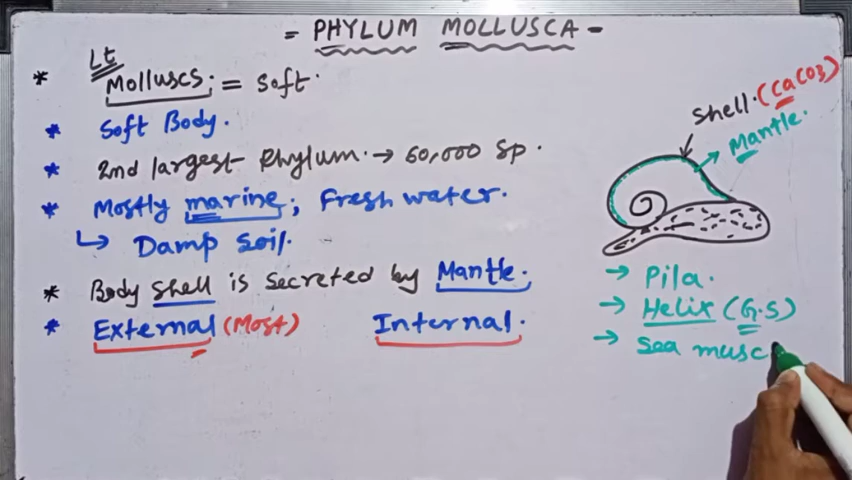 = PHYLUM MOLLUSCA -
Lt
* Molluscs. = Soft.
* Soft Body.
* 2nd largest Phylum. → 60,000 sp.
* Mostly marine; Fresh water.
↳ Damp soil.
* Body shell is secreted by Mantle.
* External (Most) Internal.
Shell. (CaCO3)
Mantle.
→ Pila.
→ Helix (G.S)
→ Sea musc